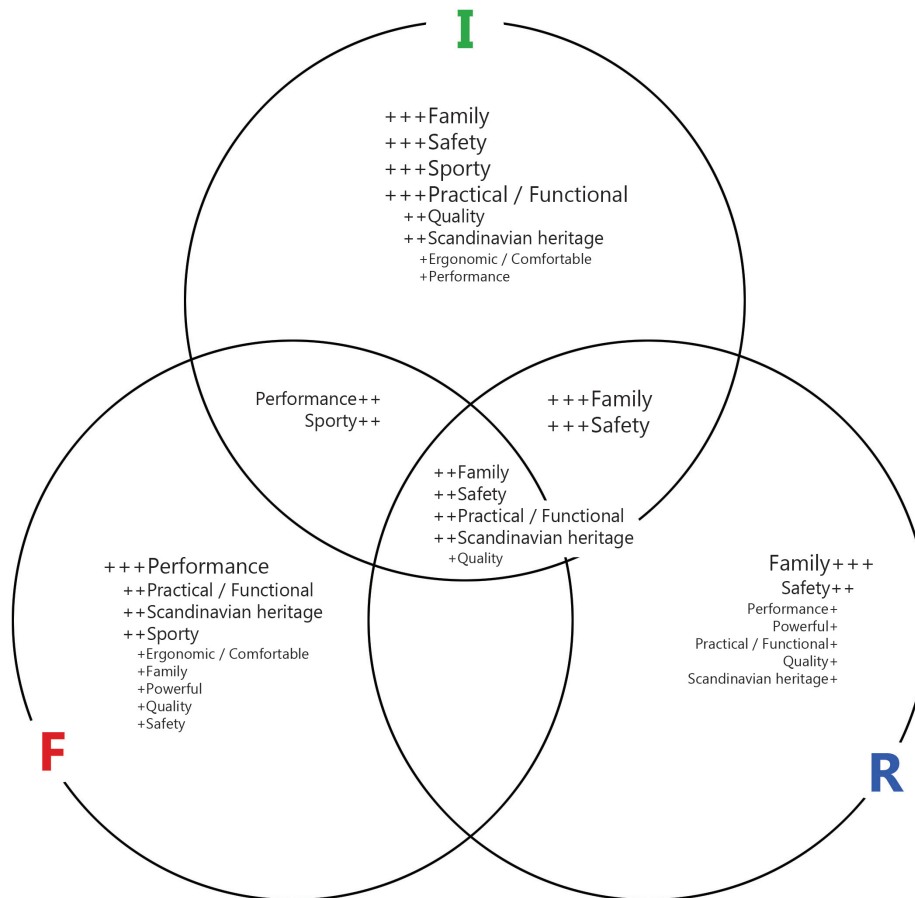 I
+++Family
+++Safety
+++Sporty
+++Practical / Functional
++Quality
++Scandinavian heritage
+Ergonomic / Comfortable
+Performance
Performance++
Sporty++
+++Family
+++Safety
++Family
++Safety
++Practical / Functional
++Scandinavian heritage
+Quality
+++Performance
++Practical / Functional
++Scandinavian heritage
++Sporty
+Ergonomic / Comfortable
+Family
+Powerful
+Quality
+Safety
F
Family+++
Safety++
Performance+
Powerful+
Practical / Functional+
Quality+
Scandinavian heritage+
R